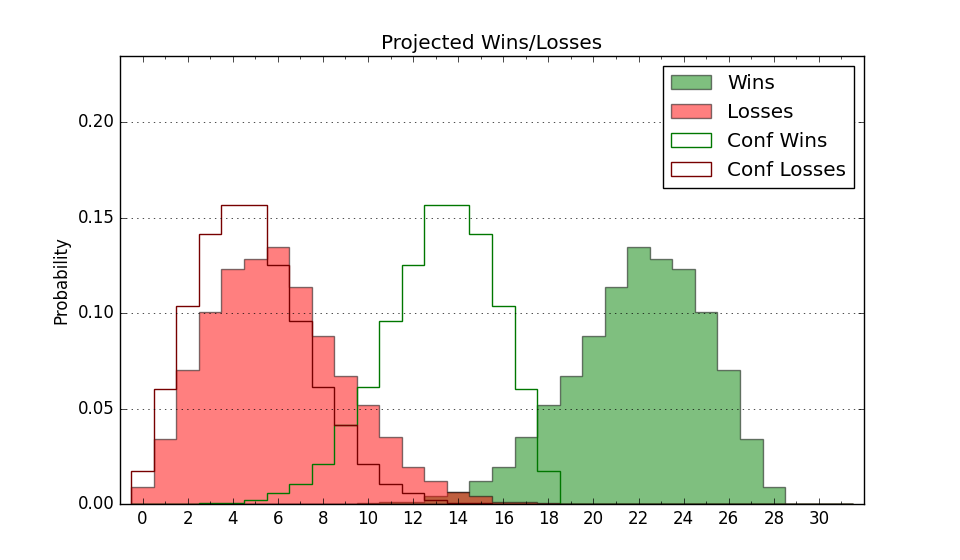 Projected Wins/Losses
Wins
Losses
Conf Wins
Conf Losses
Probability
0.20
0.15
0.10
0.05
0.00
0 2 4 6 8 10 12 14 16 18 20 22 24 26 28 30